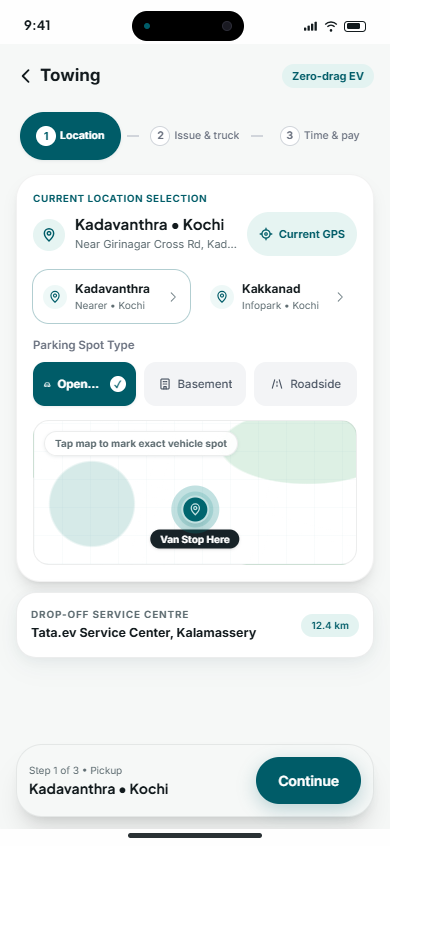 9:41
Towing
Zero-drag EV
1 Location
2 Issue & truck
3 Time & pay
CURRENT LOCATION SELECTION
Kadavanthra • Kochi
Near Girinagar Cross Rd, Kad...
Current GPS
Kadavanthra
Nearer • Kochi
Kakkanad
Infopark • Kochi
Parking Spot Type
Open...
Basement
Roadside
Tap map to mark exact vehicle spot
Van Stop Here
DROP-OFF SERVICE CENTRE
Tata.ev Service Center, Kalamassery
12.4 km
Step 1 of 3 • Pickup
Kadavanthra • Kochi
Continue